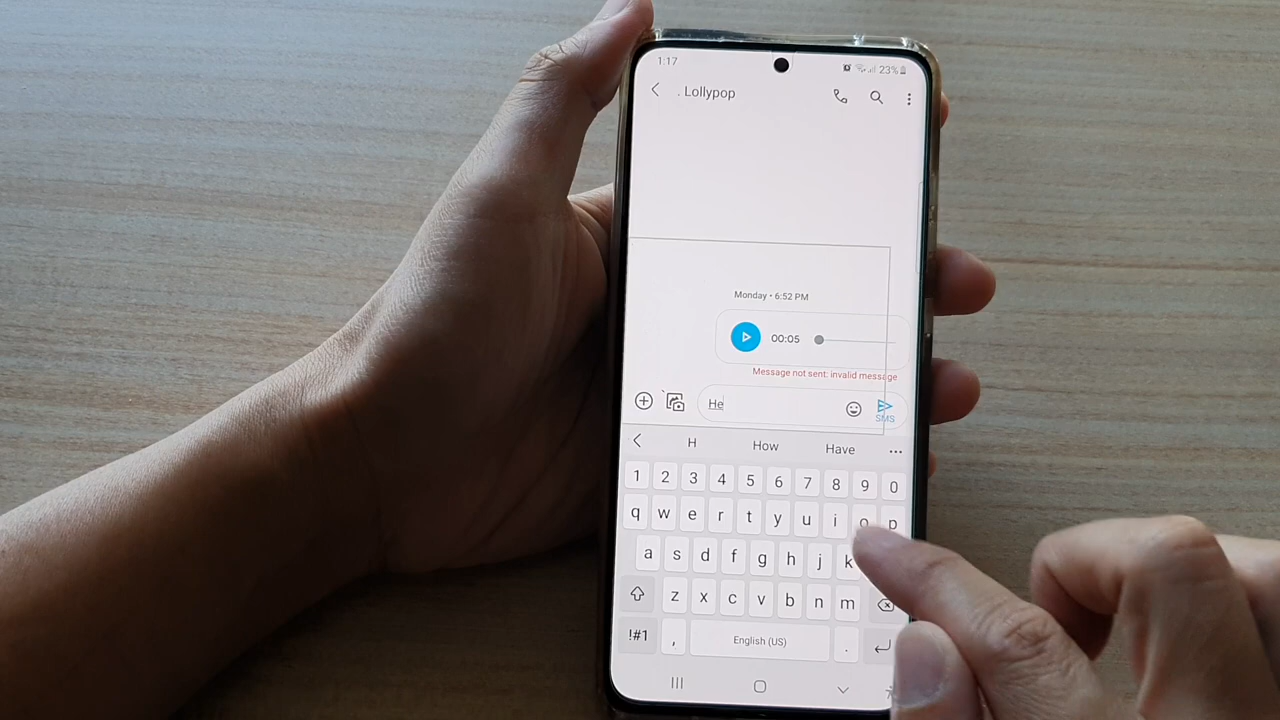 1:17 23%
. Lollypop
Monday • 6:52 PM
00:05
Message not sent: invalid message
He
SMS
H How Have
1 2 3 4 5 6 7 8 9 0
q w e r t y u i o p
a s d f g h j k
z x c v b n m
!#1 , English (US) .